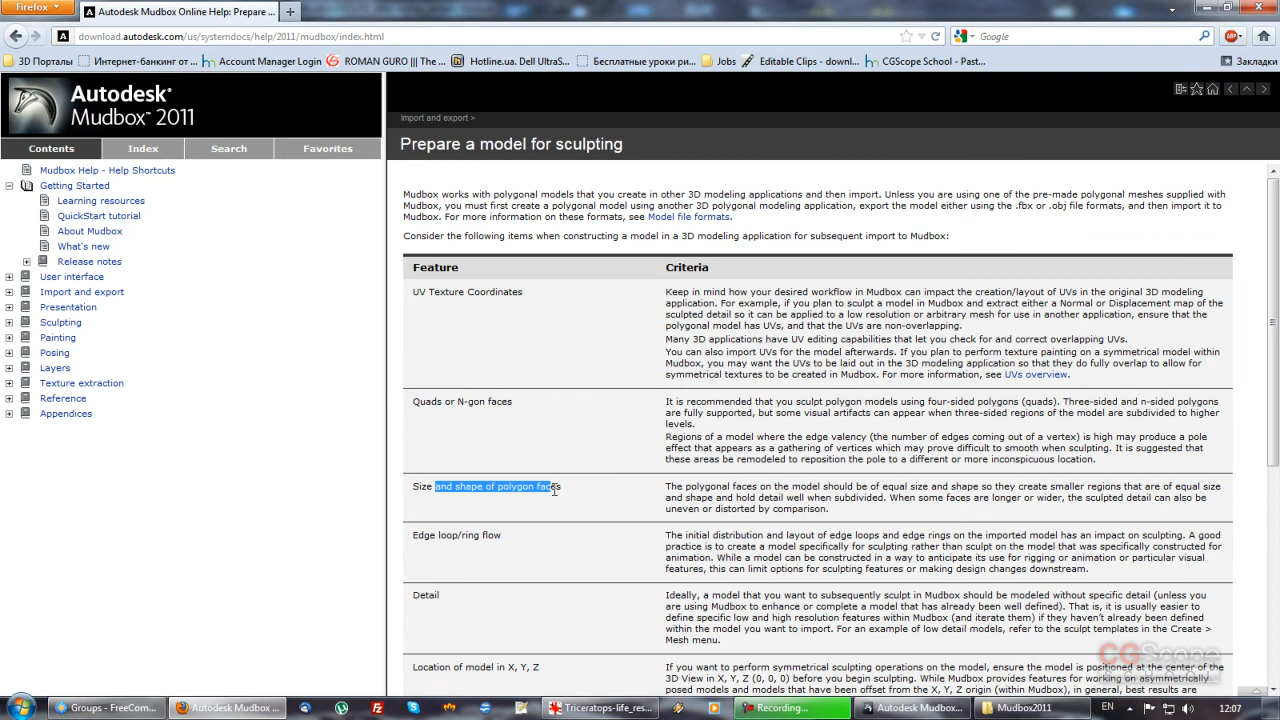 Firefox
Autodesk Mudbox Online Help: Prepare ...
download.autodesk.com/us/systemdocs/help/2011/mudbox/index.html
Google
3D Порталы
Интернет-банкинг от ...
Account Manager Login
ROMAN GURO ||| The ...
Hotline.ua. Dell UltraS...
Бесплатные уроки ри...
Jobs
Editable Clips - downl...
CGScope School - Past...
Закладки
Autodesk®
Mudbox™ 2011
Contents
Index
Search
Favorites
Mudbox Help - Help Shortcuts
Getting Started
Learning resources
QuickStart tutorial
About Mudbox
What's new
Release notes
User interface
Import and export
Presentation
Sculpting
Painting
Posing
Layers
Texture extraction
Reference
Appendices
Import and export >
Prepare a model for sculpting
Mudbox works with polygonal models that you create in other 3D modeling applications and then import. Unless you are using one of the pre-made polygonal meshes supplied with
Mudbox, you must first create a polygonal model using another 3D polygonal modeling application, export the model either using the .fbx or .obj file formats, and then import it to
Mudbox. For more information on these formats, see Model file formats.
Consider the following items when constructing a model in a 3D modeling application for subsequent import to Mudbox:
Feature
Criteria
UV Texture Coordinates
Keep in mind how your desired workflow in Mudbox can impact the creation/layout of UVs in the original 3D modeling
application. For example, if you plan to sculpt a model in Mudbox and extract either a Normal or Displacement map of the
sculpted detail so it can be applied to a low resolution or arbitrary mesh for use in another application, ensure that the
polygonal model has UVs, and that the UVs are non-overlapping.
Many 3D applications have UV editing capabilities that let you check for and correct overlapping UVs.
You can also import UVs for the model afterwards. If you plan to perform texture painting on a symmetrical model within
Mudbox, you may want the UVs to be laid out in the 3D modeling application so that they do fully overlap to allow for
symmetrical textures to be created in Mudbox. For more information, see UVs overview.
Quads or N-gon faces
It is recommended that you sculpt polygon models using four-sided polygons (quads). Three-sided and n-sided polygons
are fully supported, but some visual artifacts can appear when three-sided regions of the model are subdivided to higher
levels.
Regions of a model where the edge valency (the number of edges coming out of a vertex) is high may produce a pole
effect that appears as a gathering of vertices which may prove difficult to smooth when sculpting. It is suggested that
these areas be remodeled to reposition the pole to a different or more inconspicuous location.
Size and shape of polygon faces
The polygonal faces on the model should be of equal size and shape so they create smaller regions that are of equal size
and shape and hold detail well when subdivided. When some faces are longer or wider, the sculpted detail can also be
uneven or distorted by comparison.
Edge loop/ring flow
The initial distribution and layout of edge loops and edge rings on the imported model has an impact on sculpting. A good
practice is to create a model specifically for sculpting rather than sculpt on the model that was specifically constructed for
animation. While a model can be constructed in a way to anticipate its use for rigging or animation or particular visual
features, this can limit options for sculpting features or making design changes downstream.
Detail
Ideally, a model that you want to subsequently sculpt in Mudbox should be modeled without specific detail (unless you
are using Mudbox to enhance or complete a model that has already been well defined). That is, it is usually easier to
define specific low and high resolution features within Mudbox (and iterate them) if they haven't already been defined
within the model you want to import. For an example of low detail models, refer to the sculpt templates in the Create >
Mesh menu.
Location of model in X, Y, Z
If you want to perform symmetrical sculpting operations on the model, ensure the model is positioned at the center of the
3D View in X, Y, Z (0, 0, 0) before you begin sculpting. While Mudbox provides features for working on asymmetrically
posed models and models that have been offset from the X, Y, Z origin (within Mudbox), in general, best results are
CGScope
Groups - FreeCom...
Autodesk Mudbox ...
Triceratops-life_res...
Recording...
Autodesk Mudbox...
Mudbox2011
EN
12:07